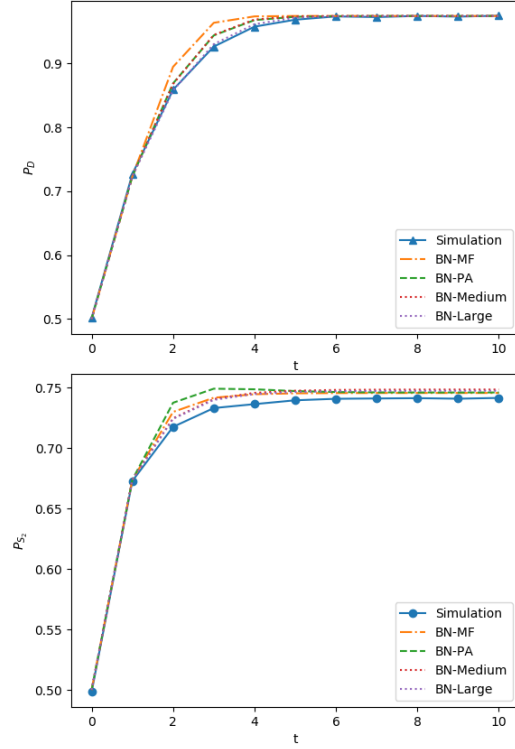 0.9
0.8
0.7
0.6
0.5
P_D
0 2 4 6 8 10
t
Simulation
BN-MF
BN-PA
BN-Medium
BN-Large
0.75
0.70
0.65
0.60
0.55
0.50
P_{S_2}
0 2 4 6 8 10
t
Simulation
BN-MF
BN-PA
BN-Medium
BN-Large